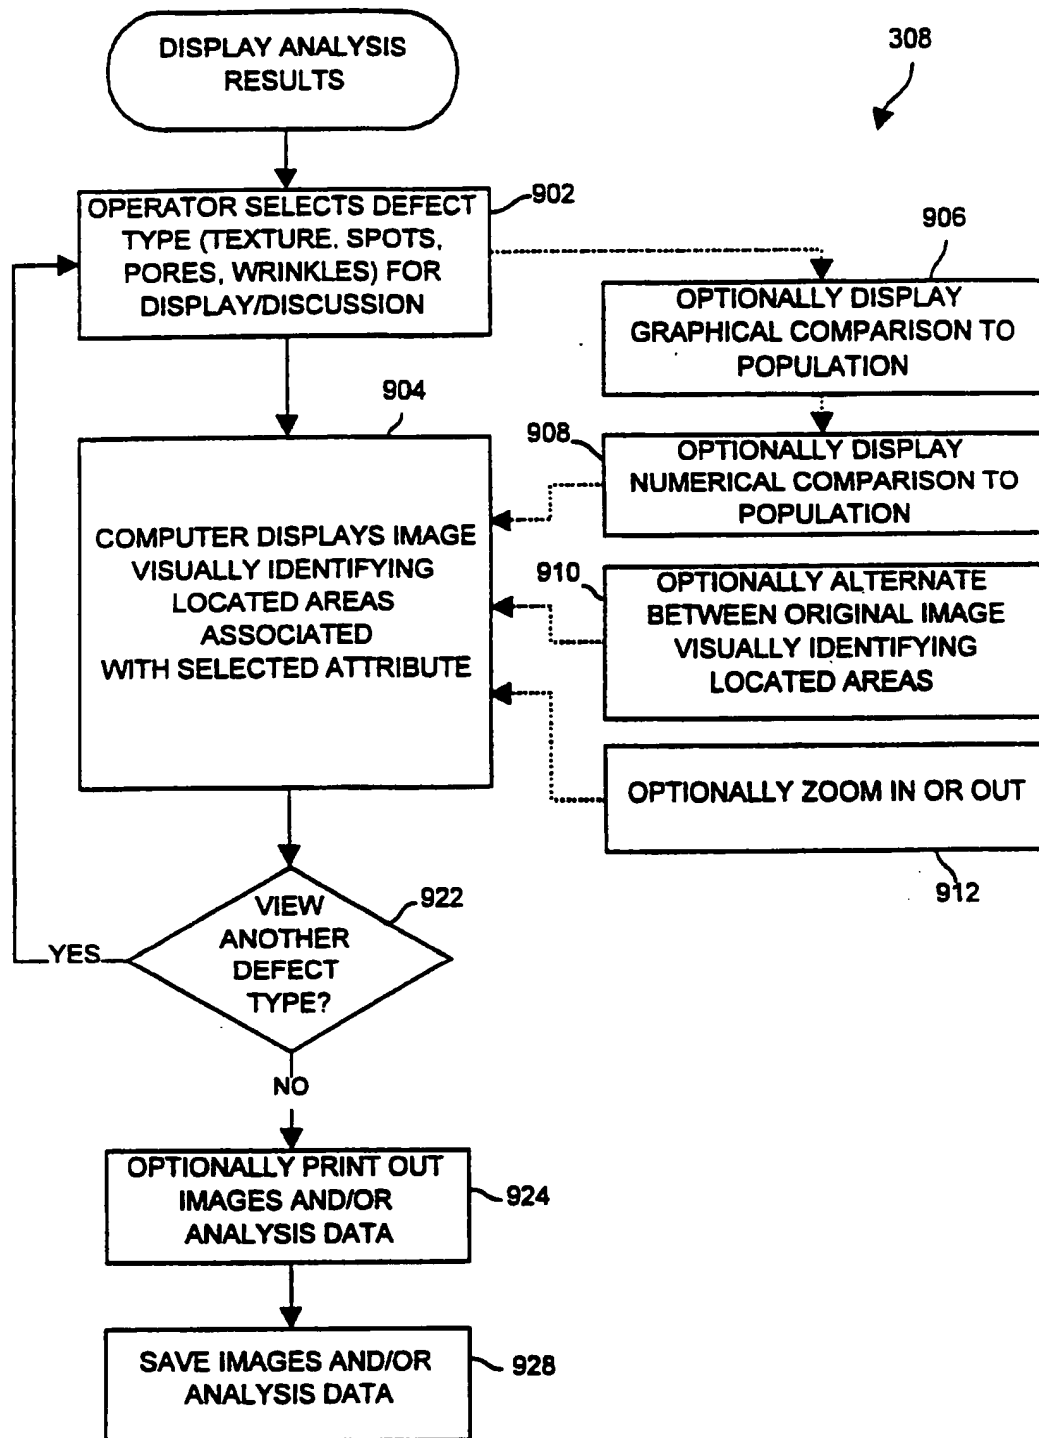 DISPLAY ANALYSIS
RESULTS
308
902
OPERATOR SELECTS DEFECT
TYPE (TEXTURE. SPOTS,
PORES, WRINKLES) FOR
DISPLAY/DISCUSSION
906
OPTIONALLY DISPLAY
GRAPHICAL COMPARISON TO
POPULATION
904
COMPUTER DISPLAYS IMAGE
VISUALLY IDENTIFYING
LOCATED AREAS
ASSOCIATED
WITH SELECTED ATTRIBUTE
908
OPTIONALLY DISPLAY
NUMERICAL COMPARISON TO
POPULATION
910
OPTIONALLY ALTERNATE
BETWEEN ORIGINAL IMAGE
VISUALLY IDENTIFYING
LOCATED AREAS
OPTIONALLY ZOOM IN OR OUT
912
VIEW
ANOTHER
DEFECT
TYPE?
922
YES
NO
OPTIONALLY PRINT OUT
IMAGES AND/OR
ANALYSIS DATA
924
SAVE IMAGES AND/OR
ANALYSIS DATA
928